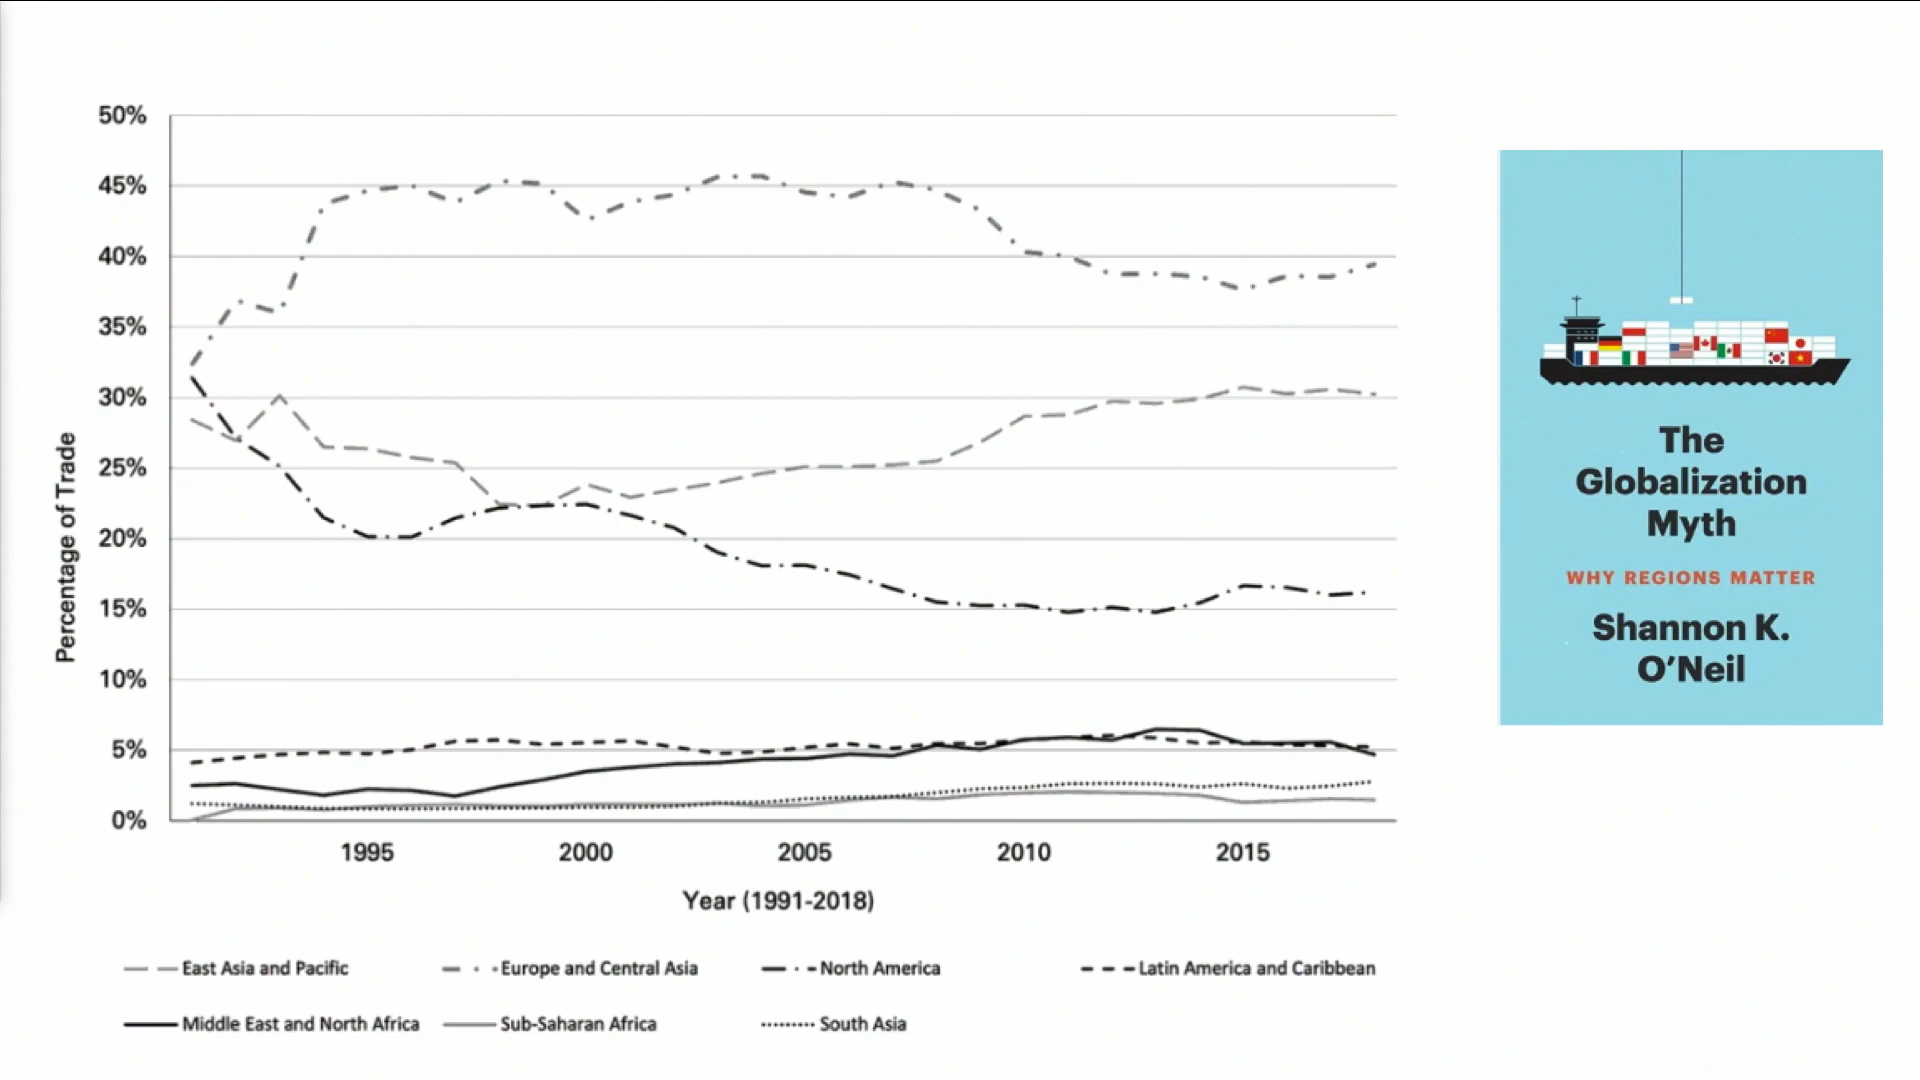 50%
45%
40%
35%
30%
25%
20%
15%
10%
5%
0%
Percentage of Trade
1995 2000 2005 2010 2015
Year (1991-2018)
East Asia and Pacific Europe and Central Asia North America Latin America and Caribbean
Middle East and North Africa Sub-Saharan Africa South Asia
The
Globalization
Myth
WHY REGIONS MATTER
Shannon K.
O’Neil